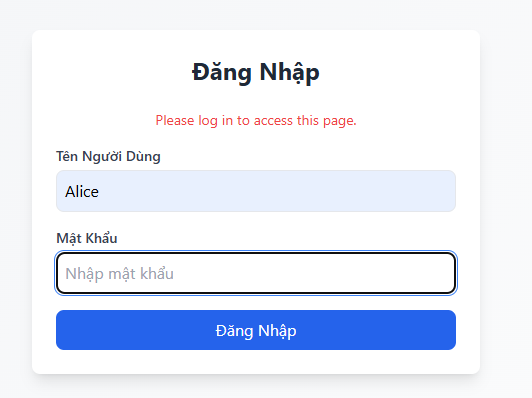 Đăng Nhập
Please log in to access this page.
Tên Người Dùng
Alice
Mật Khẩu
Nhập mật khẩu
Đăng Nhập